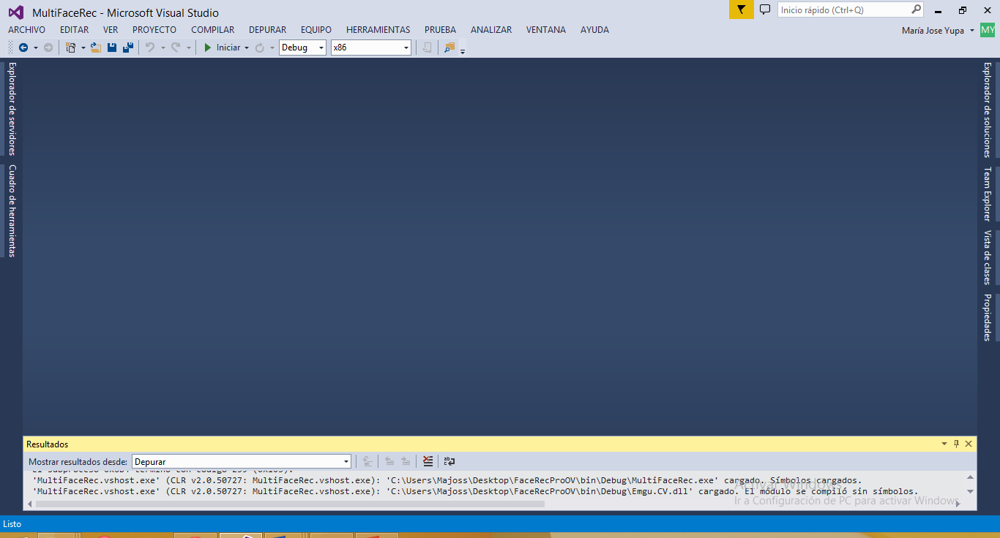 MultiFaceRec - Microsoft Visual Studio
Inicio rápido (Ctrl+Q)
ARCHIVO EDITAR VER PROYECTO COMPILAR DEPURAR EQUIPO HERRAMIENTAS PRUEBA ANALIZAR VENTANA AYUDA
María Jose Yupa MY
Iniciar Debug x86
Explorador de servidores
Cuadro de herramientas
Explorador de soluciones
Team Explorer
Vista de clases
Propiedades
Resultados
Mostrar resultados desde: Depurar
'MultiFaceRec.vshost.exe' (CLR v2.0.50727: MultiFaceRec.vshost.exe): 'C:\Users\Majoss\Desktop\FaceRecProOV\bin\Debug\MultiFaceRec.exe' cargado. Símbolos cargados.
'MultiFaceRec.vshost.exe' (CLR v2.0.50727: MultiFaceRec.vshost.exe): 'C:\Users\Majoss\Desktop\FaceRecProOV\bin\Debug\Emgu.CV.dll' cargado. El módulo se compiló sin símbolos.
Activar Windows
Ir a Configuración de PC para activar Windows.
Listo